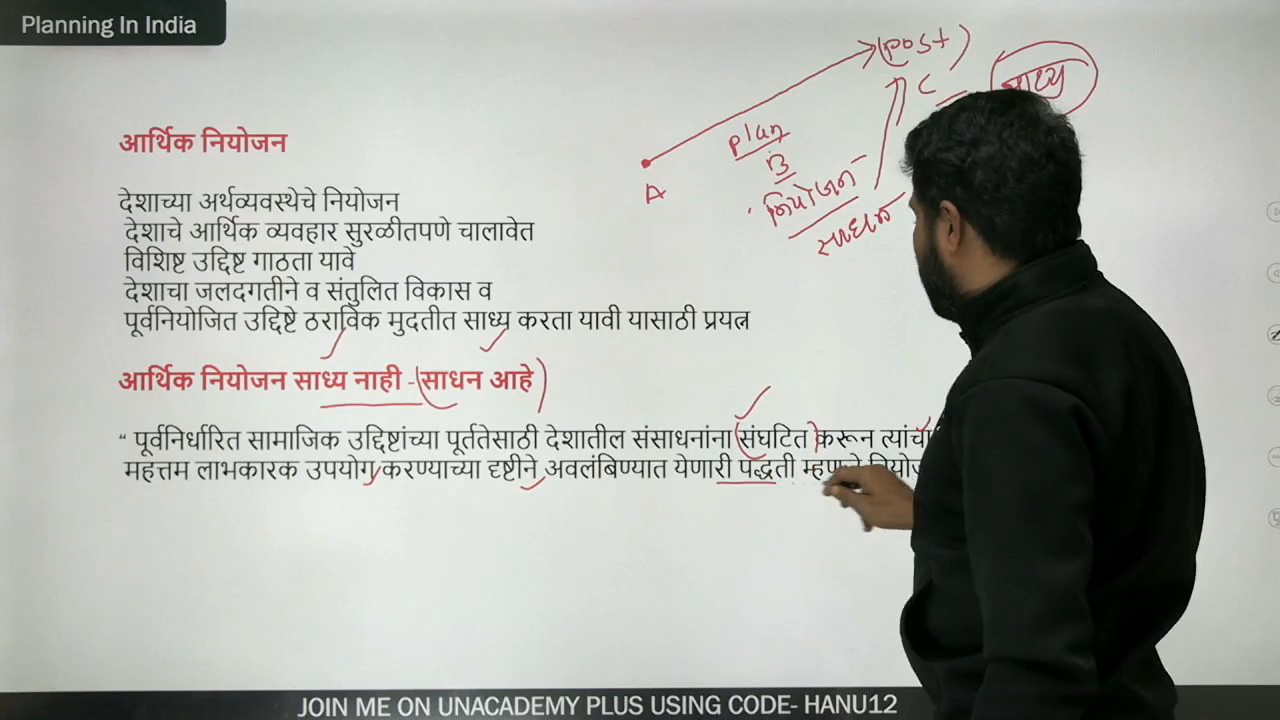 Planning In India
(post)
C
साध्य
plan
B
A
नियोजन
साधन
आर्थिक नियोजन
देशाच्या अर्थव्यवस्थेचे नियोजन
देशाचे आर्थिक व्यवहार सुरळीतपणे चालावेत
विशिष्ट उद्दिष्ट गाठता यावे
देशाचा जलदगतीने व संतुलित विकास व
पूर्वनियोजित उद्दिष्टे ठराविक मुदतीत साध्य करता यावी यासाठी प्रयत्न
आर्थिक नियोजन साध्य नाही - साधन आहे
“ पूर्वनिर्धारित सामाजिक उद्दिष्टांच्या पूर्ततेसाठी देशातील संसाधनांना संघटित करून त्यांचा
महत्तम लाभकारक उपयोग करण्याच्या दृष्टीने अवलंबिण्यात येणारी पद्धती
JOIN ME ON UNACADEMY PLUS USING CODE- HANU12